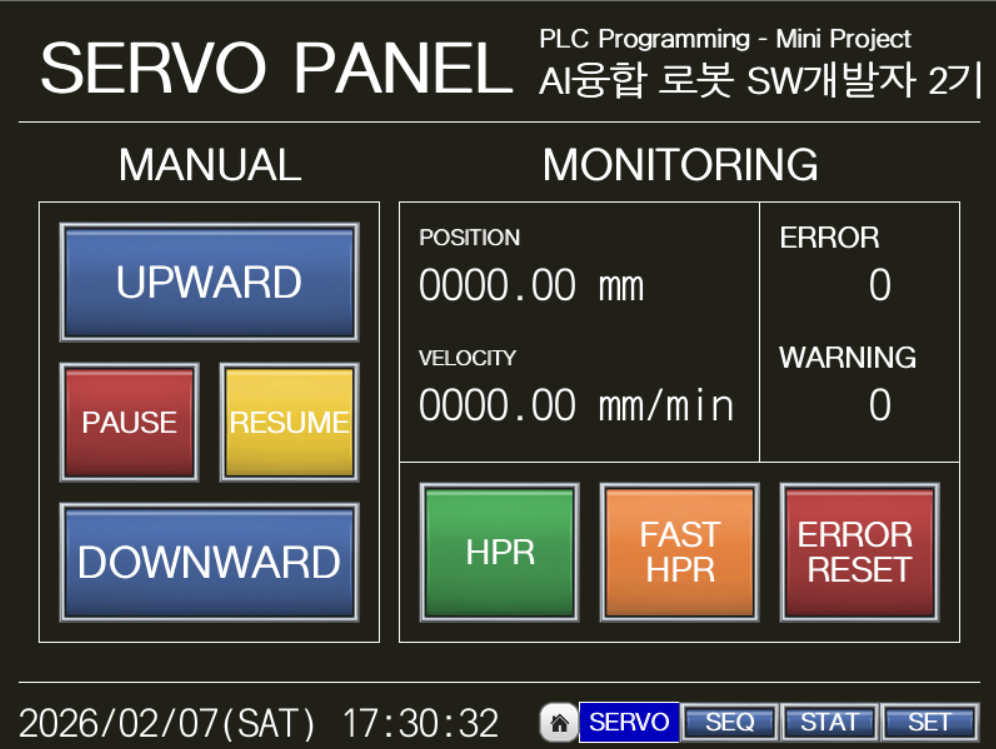 SERVO PANEL
PLC Programming - Mini Project
AI융합 로봇 SW개발자 2기
MANUAL
UPWARD
PAUSE
RESUME
DOWNWARD
MONITORING
POSITION
0000.00 mm
VELOCITY
0000.00 mm/min
ERROR
0
WARNING
0
HPR
FAST
HPR
ERROR
RESET
2026/02/07(SAT) 17:30:32
SERVO
SEQ
STAT
SET